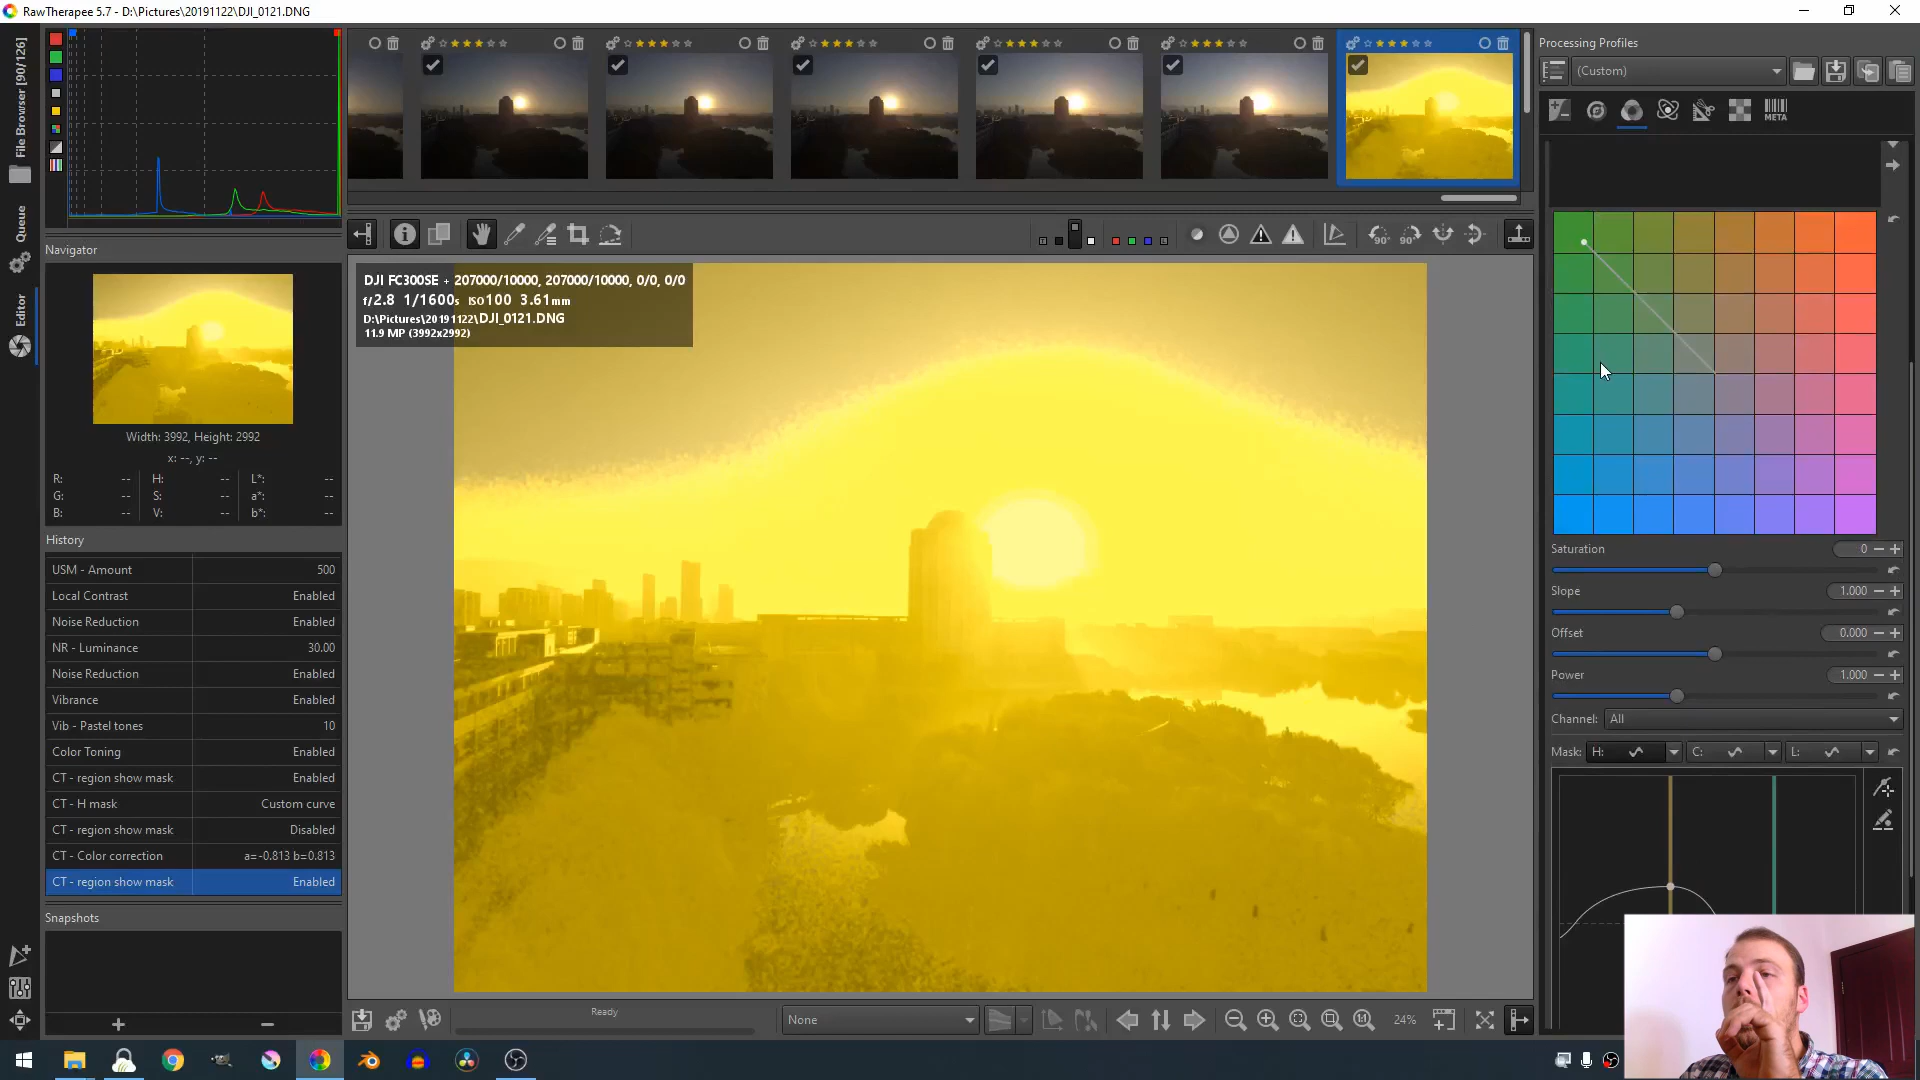 RawTherapee 5.7 - D:\Pictures\20191122\DJI_0121.DNG
File Browser [90/126]
Queue
Editor
Navigator
Width: 3992, Height: 2992
x: --, y: --
R: -- H: -- L*: --
G: -- S: -- a*: --
B: -- V: -- b*: --
History
USM - Amount 500
Local Contrast Enabled
Noise Reduction Enabled
NR - Luminance 30.00
Noise Reduction Enabled
Vibrance Enabled
Vib - Pastel tones 10
Color Toning Enabled
CT - region show mask Enabled
CT - H mask Custom curve
CT - region show mask Disabled
CT - Color correction a=-0.813 b=0.813
CT - region show mask Enabled
Snapshots
DJI FC300SE + 207000/10000, 207000/10000, 0/0, 0/0
f/2.8 1/1600s ISO100 3.61mm
D:\Pictures\20191122\DJI_0121.DNG
11.9 MP (3992x2992)
Ready
None
24%
Processing Profiles
(Custom)
META
Saturation 0
Slope 1.000
Offset 0.000
Power 1.000
Channel: All
Mask: H: C: L: